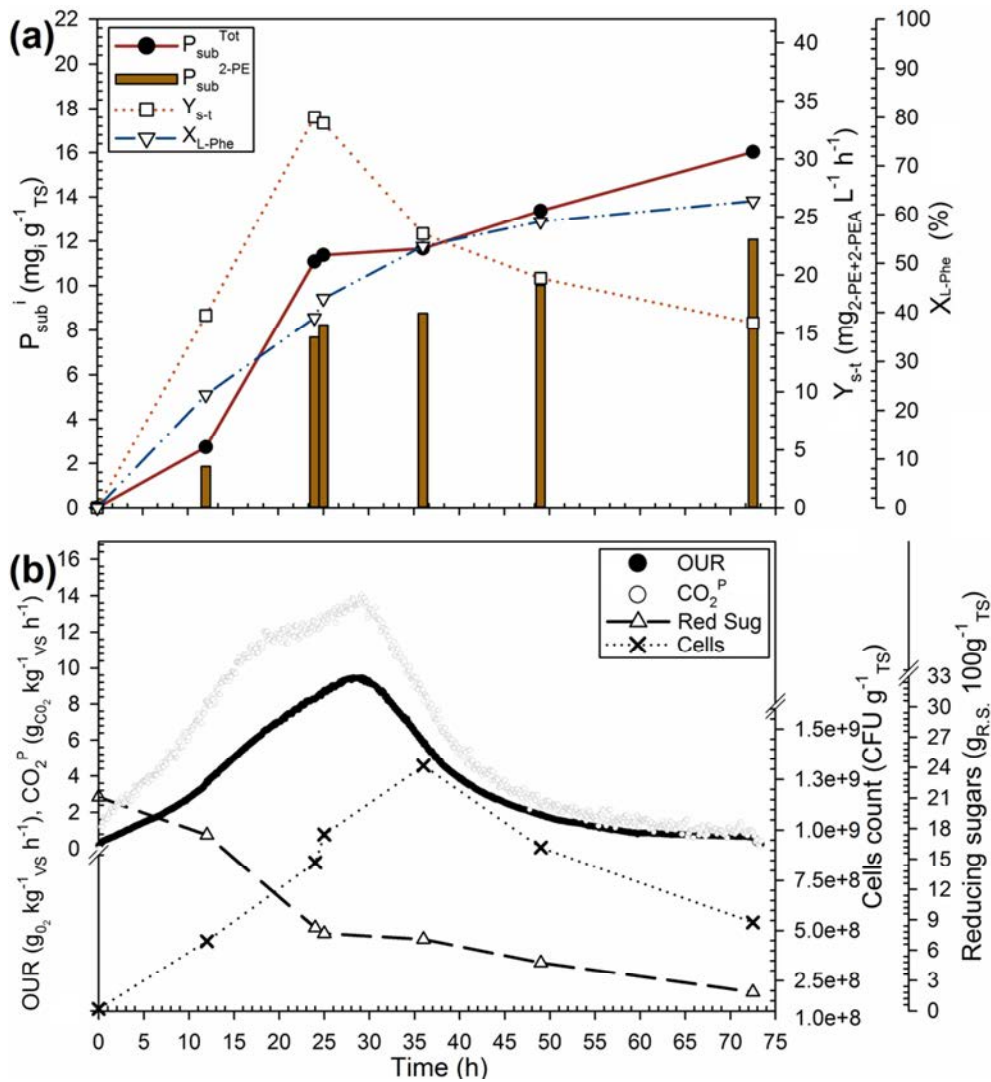 (a)
P_sub^Tot
P_sub^2-PE
Y_s-t
X_L-Phe
P_sub^i (mg_i g^-1_TS)
22
20
18
16
14
12
10
8
6
4
2
0
40
35
30
25
20
15
10
5
0
Y_s-t (mg_2-PE+2-PEA L^-1 h^-1)
100
90
80
70
60
50
40
30
20
10
0
X_L-Phe (%)
(b)
OUR
CO_2^P
Red Sug
Cells
OUR (g_O2 kg^-1_VS h^-1), CO_2^P (g_CO2 kg^-1_VS h^-1)
16
14
12
10
8
6
4
2
0
1.5e+9
1.3e+9
1.0e+9
7.5e+8
5.0e+8
2.5e+8
1.0e+8
Cells count (CFU g^-1_TS)
33
30
27
24
21
18
15
12
9
6
3
0
Reducing sugars (g_R.S. 100g^-1_TS)
0 5 10 15 20 25 30 35 40 45 50 55 60 65 70 75
Time (h)